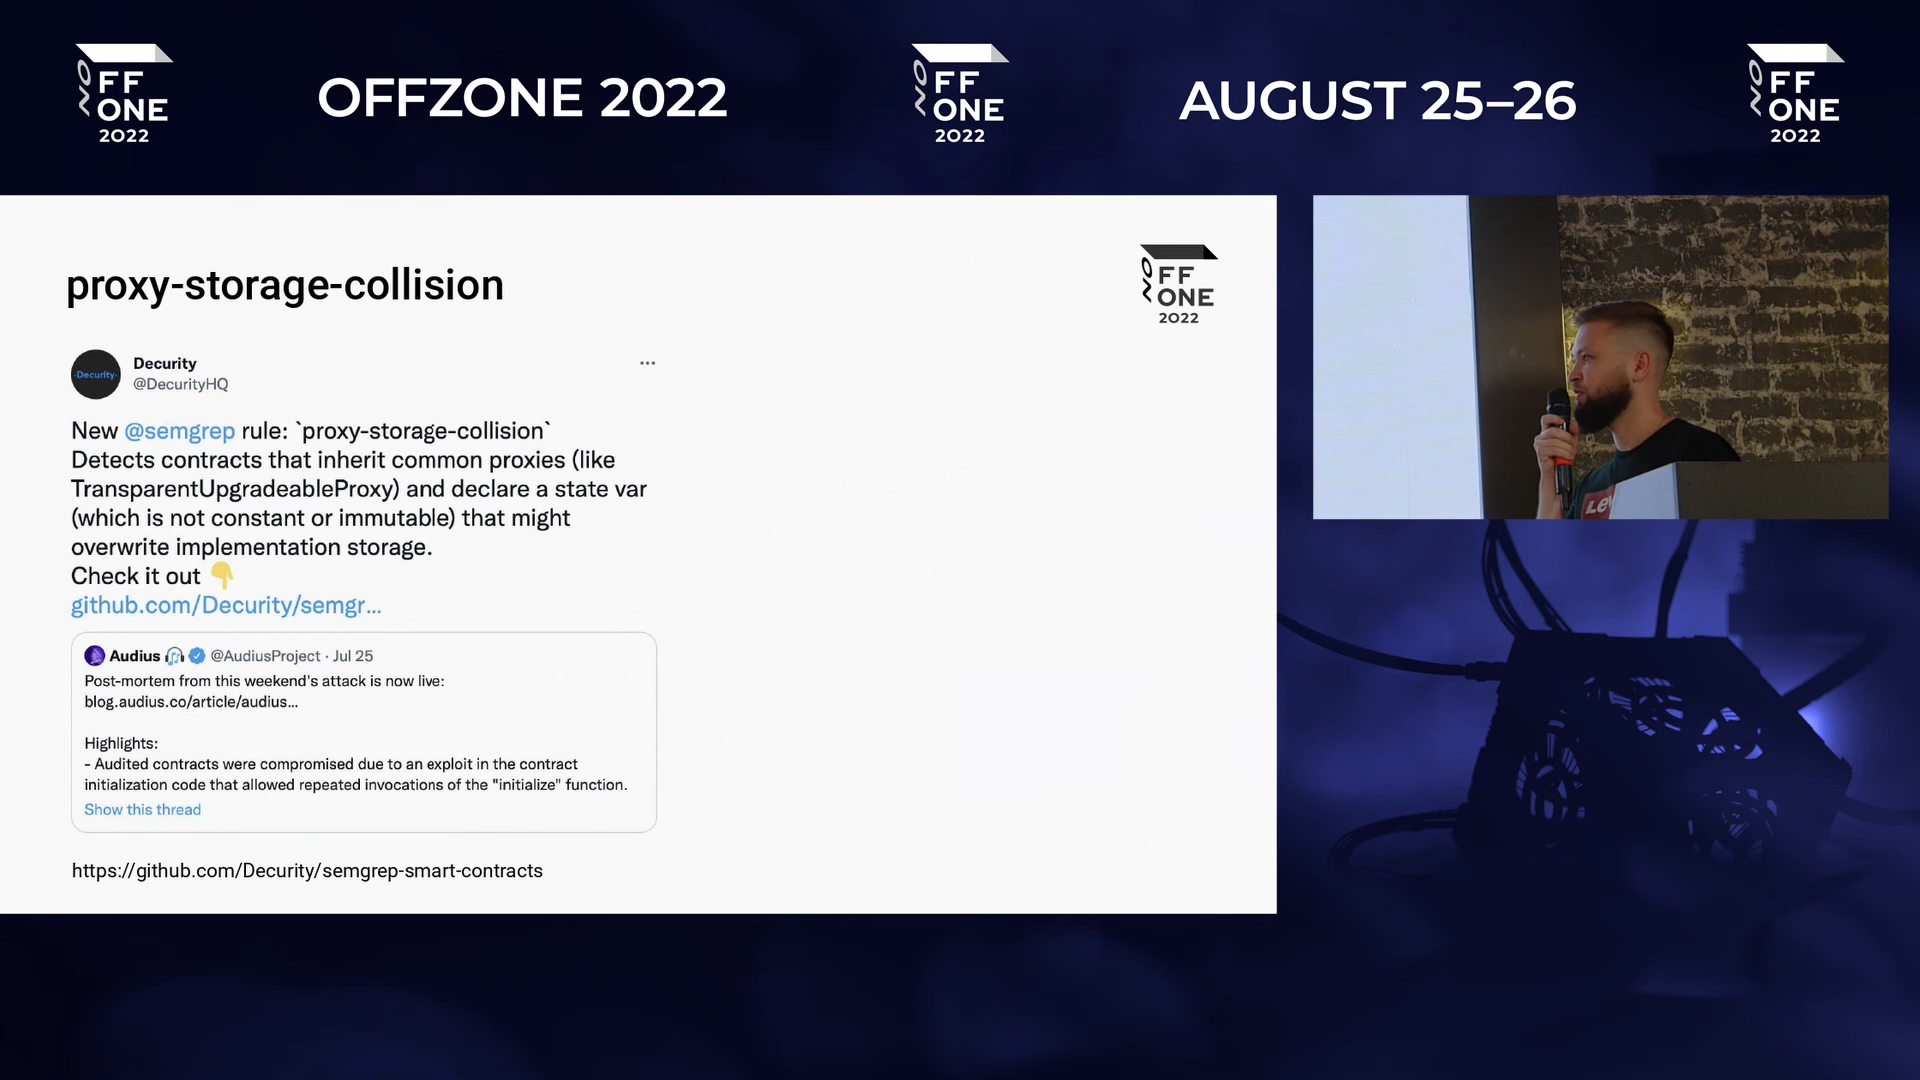 OFF
ZONE
2022
OFFZONE 2022
OFF
ZONE
2022
AUGUST 25–26
OFF
ZONE
2022
proxy-storage-collision
OFF
ZONE
2022
·Decurity·
Decurity
@DecurityHQ
New @semgrep rule: `proxy-storage-collision`
Detects contracts that inherit common proxies (like
TransparentUpgradeableProxy) and declare a state var
(which is not constant or immutable) that might
overwrite implementation storage.
Check it out 👇
github.com/Decurity/semgr...
Audius 🎧 @AudiusProject · Jul 25
Post-mortem from this weekend's attack is now live:
blog.audius.co/article/audius...
Highlights:
- Audited contracts were compromised due to an exploit in the contract
initialization code that allowed repeated invocations of the "initialize" function.
Show this thread
https://github.com/Decurity/semgrep-smart-contracts
Le